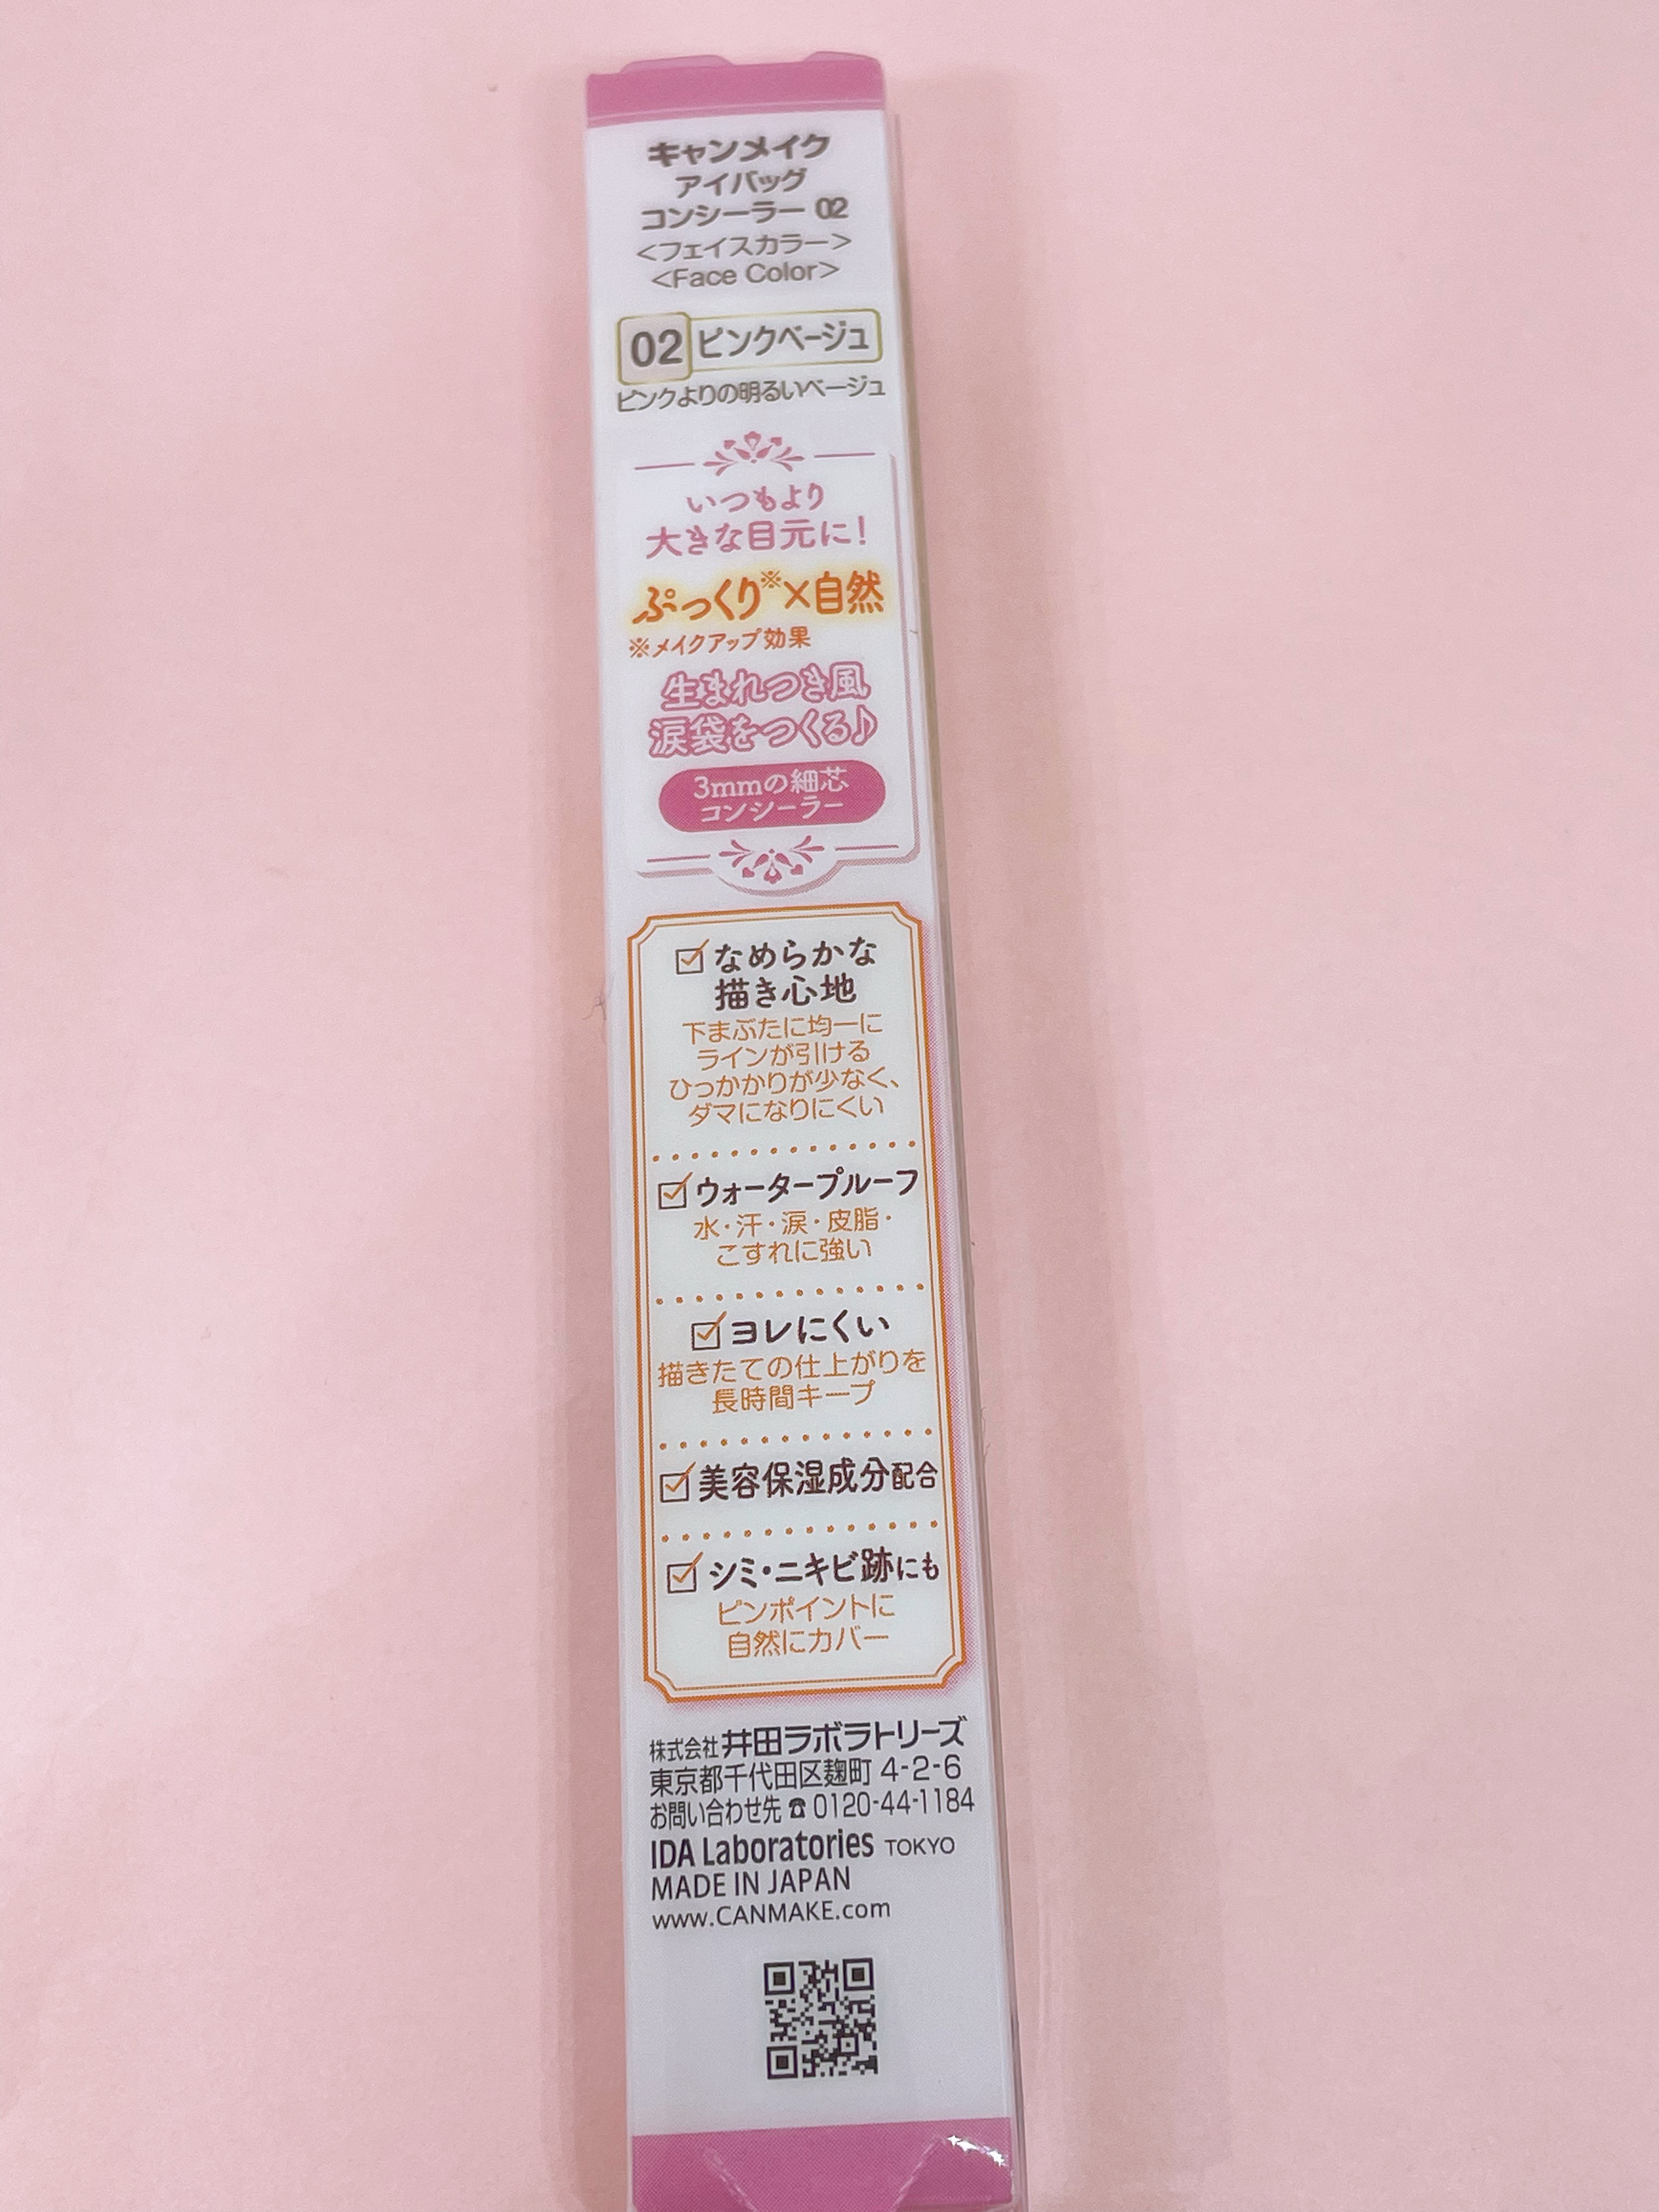 キャンメイク
アイバッグ
コンシーラー 02
<フェイスカラー>
<Face Color>
02 ピンクベージュ
ピンクよりの明るいベージュ
いつもより
大きな目元に!
ぷっくり※×自然
※メイクアップ効果
生まれつき風
涙袋をつくる♪
3mmの細芯
コンシーラー
☑なめらかな
描き心地
下まぶたに均一に
ラインが引ける
ひっかかりが少なく、
ダマになりにくい
☑ウォータープルーフ
水・汗・涙・皮脂・
こすれに強い
☑ヨレにくい
描きたての仕上がりを
長時間キープ
☑美容保湿成分配合
☑シミ・ニキビ跡にも
ピンポイントに
自然にカバー
株式会社井田ラボラトリーズ
東京都千代田区麹町 4-2-6
お問い合わせ先☎0120-44-1184
IDA Laboratories TOKYO
MADE IN JAPAN
www.CANMAKE.com